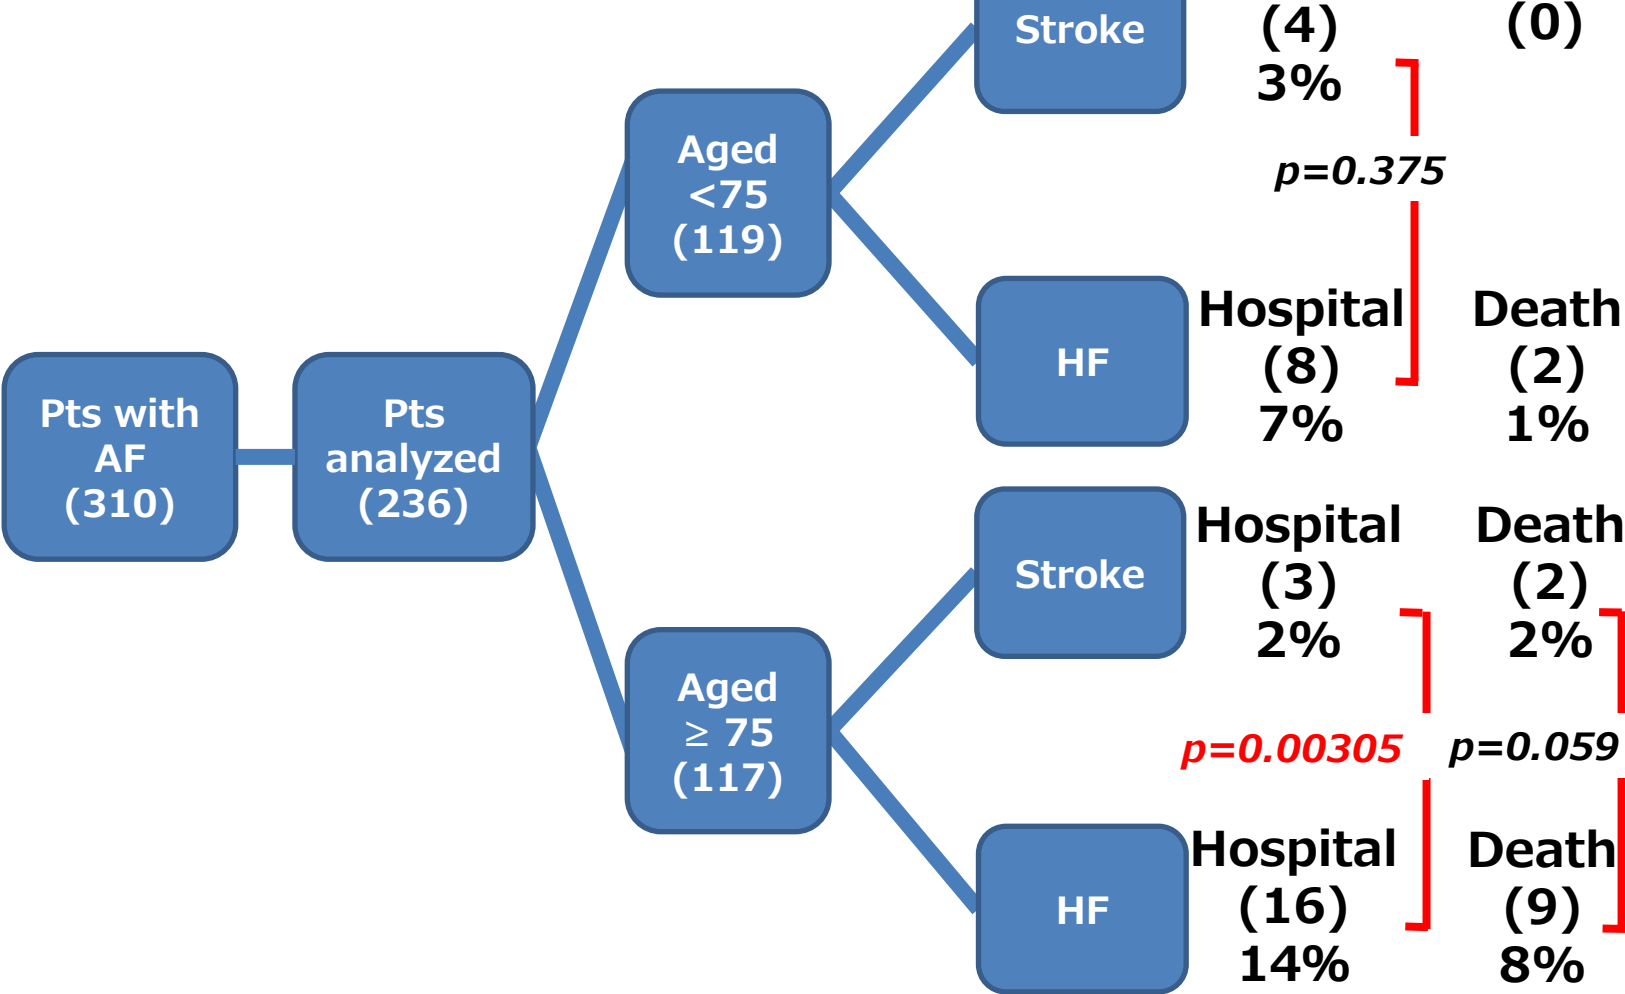 Stroke
(4)
3%
(0)
p=0.375
Aged
<75
(119)
HF
Hospital
(8)
7%
Death
(2)
1%
Pts with
AF
(310)
Pts
analyzed
(236)
Stroke
Hospital
(3)
2%
Death
(2)
2%
Aged
≥ 75
(117)
p=0.00305
p=0.059
HF
Hospital
(16)
14%
Death
(9)
8%